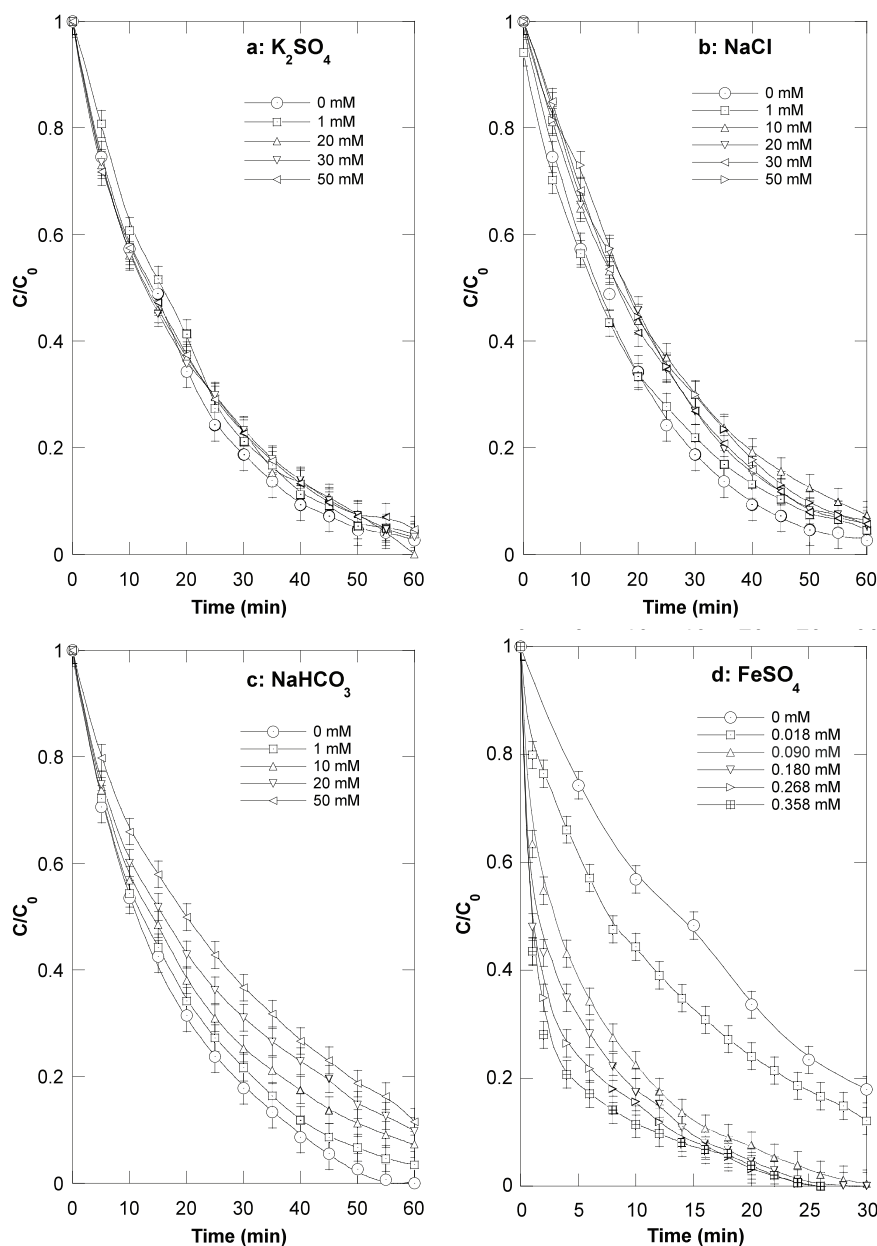 a: K₂SO₄
0 mM
1 mM
20 mM
30 mM
50 mM
C/C₀
1
0.8
0.6
0.4
0.2
0
0 10 20 30 40 50 60
Time (min)
b: NaCl
0 mM
1 mM
10 mM
20 mM
30 mM
50 mM
C/C₀
1
0.8
0.6
0.4
0.2
0
0 10 20 30 40 50 60
Time (min)
c: NaHCO₃
0 mM
1 mM
10 mM
20 mM
50 mM
C/C₀
1
0.8
0.6
0.4
0.2
0
0 10 20 30 40 50 60
Time (min)
d: FeSO₄
0 mM
0.018 mM
0.090 mM
0.180 mM
0.268 mM
0.358 mM
C/C₀
1
0.8
0.6
0.4
0.2
0
0 5 10 15 20 25 30
Time (min)